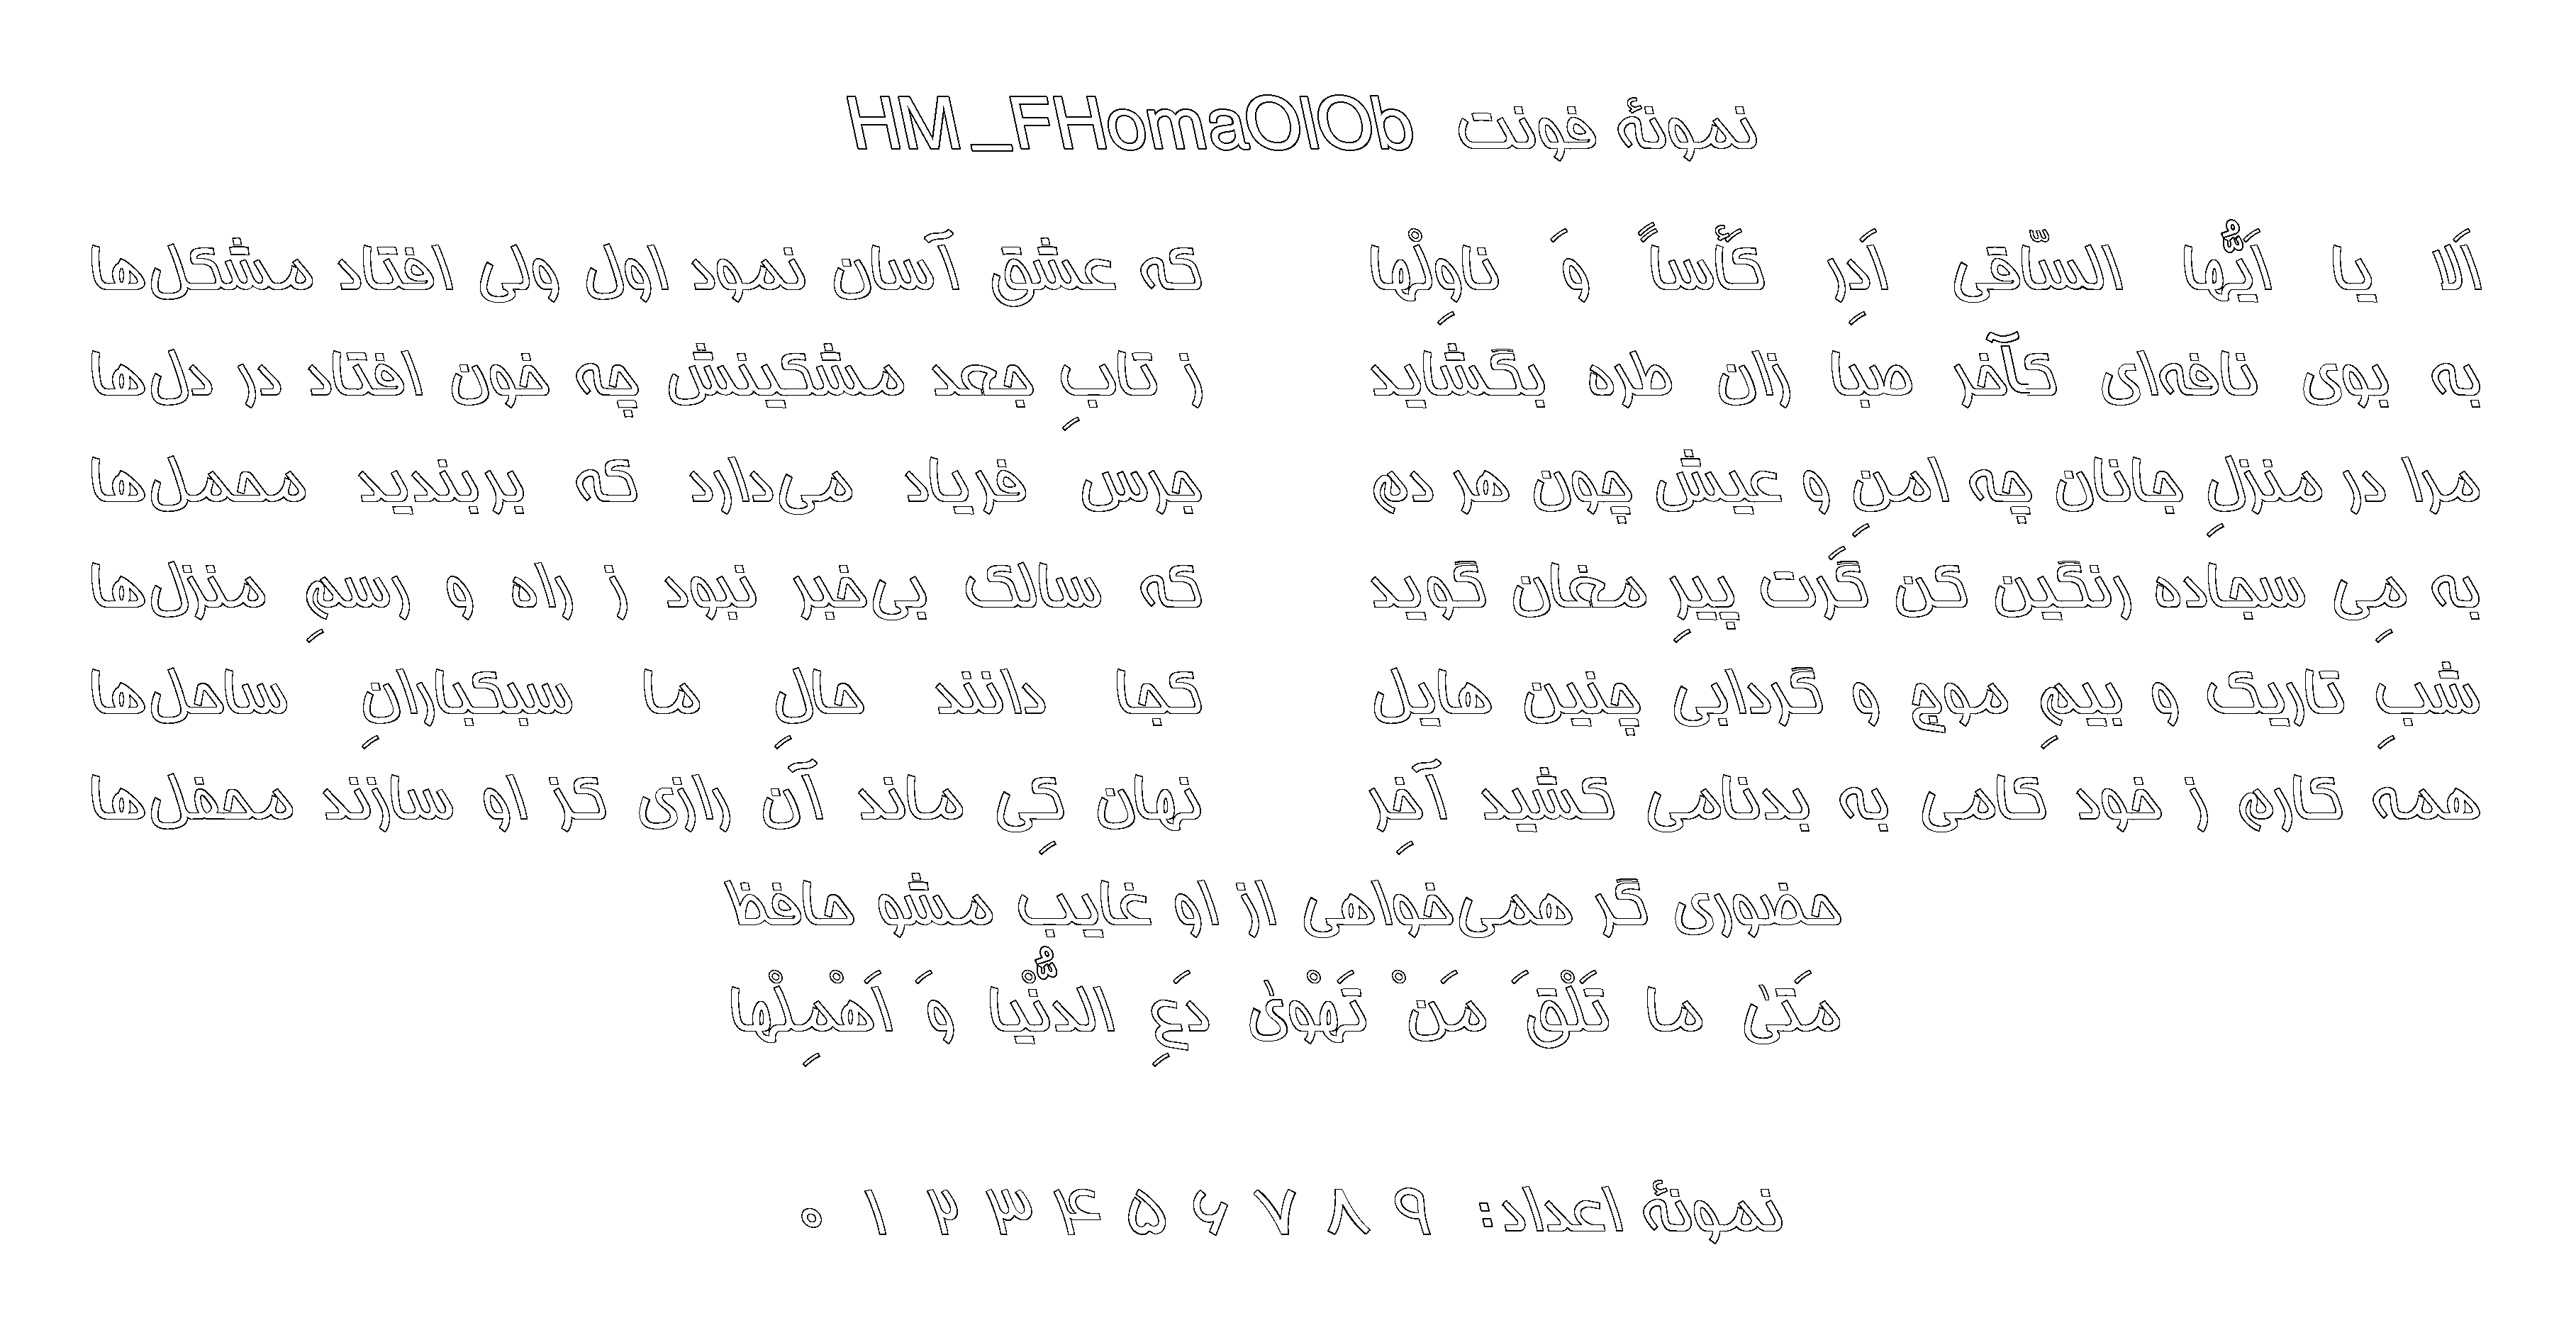 نمونهٔ فونت HM_FHomaOlOb
اَلا یا اَیُّها السّاقی اَدِر کَأساً وَ ناوِلْها که عشق آسان نمود اول ولی افتاد مشکل‌ها
به بوی نافه‌ای کآخر صبا زان طره بگشاید ز تابِ جعد مشکینش چه خون افتاد در دل‌ها
مرا در منزلِ جانان چه امنِ و عیش چون هر دم جرس فریاد می‌دارد که بربندید محمل‌ها
به مِی سجاده رنگین کن گَرت پیرِ مغان گوید که سالک بی‌خبر نبود ز راه و رسمِ منزل‌ها
شبِ تاریک و بیمِ موج و گردابی چنین هایل کجا دانند حالِ ما سبکبارانِ ساحل‌ها
همه کارم ز خود کامی به بدنامی کشید آخِر نهان کِی ماند آن رازی کز او سازند محفل‌ها
حضوری گر همی‌خواهی از او غایب مشو حافظ
مَتیٰ ما تَلْقَ مَنْ تَهْویٰ دَعِ الدُّنْیا وَ اَهْمِلْها
نمونهٔ اعداد: ۹ ۸ ۷ ۶ ۵ ۴ ۳ ۲ ۱ ۰